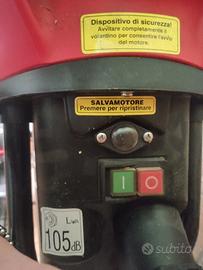 Dispositivo di sicurezza!
Avvitare completamente il
volantino per consentire l'avvio
del motore.
SALVAMOTORE
Premere per ripristinare
I
O
LWA
105dB
subito